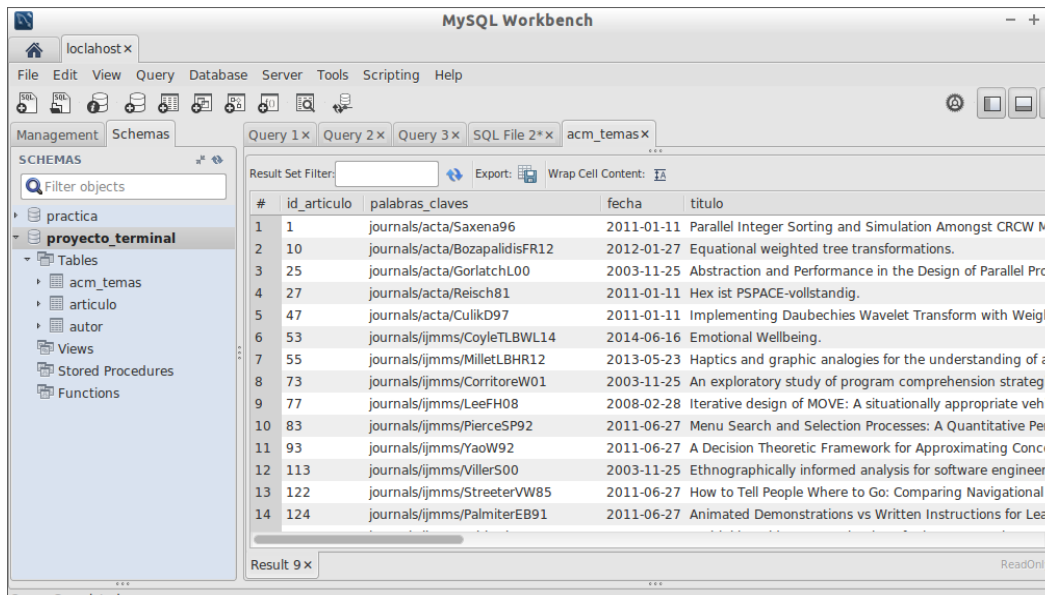 MySQL Workbench
loclahost
File Edit View Query Database Server Tools Scripting Help
Management Schemas
Query 1 Query 2 Query 3 SQL File 2* acm_temas
SCHEMAS
Filter objects
practica
proyecto_terminal
Tables
acm_temas
articulo
autor
Views
Stored Procedures
Functions
Result Set Filter: Export: Wrap Cell Content:
# id_articulo palabras_claves fecha titulo
1 1 journals/acta/Saxena96 2011-01-11 Parallel Integer Sorting and Simulation Amongst CRCW
2 10 journals/acta/BozapalidisFR12 2012-01-27 Equational weighted tree transformations.
3 25 journals/acta/GorlatchL00 2003-11-25 Abstraction and Performance in the Design of Parallel Pro
4 27 journals/acta/Reisch81 2011-01-11 Hex ist PSPACE-vollstandig.
5 47 journals/acta/CulikD97 2011-01-11 Implementing Daubechies Wavelet Transform with Weig
6 53 journals/ijmms/CoyleTLBWL14 2014-06-16 Emotional Wellbeing.
7 55 journals/ijmms/MilletLBHR12 2013-05-23 Haptics and graphic analogies for the understanding of
8 73 journals/ijmms/CorritoreW01 2003-11-25 An exploratory study of program comprehension strateg
9 77 journals/ijmms/LeeFH08 2008-02-28 Iterative design of MOVE: A situationally appropriate veh
10 83 journals/ijmms/PierceSP92 2011-06-27 Menu Search and Selection Processes: A Quantitative Pe
11 93 journals/ijmms/YaoW92 2011-06-27 A Decision Theoretic Framework for Approximating Conc
12 113 journals/ijmms/VillerS00 2003-11-25 Ethnographically informed analysis for software engineer
13 122 journals/ijmms/StreeterVW85 2011-06-27 How to Tell People Where to Go: Comparing Navigational
14 124 journals/ijmms/PalmiterEB91 2011-06-27 Animated Demonstrations vs Written Instructions for Lea
Result 9 ReadOnl